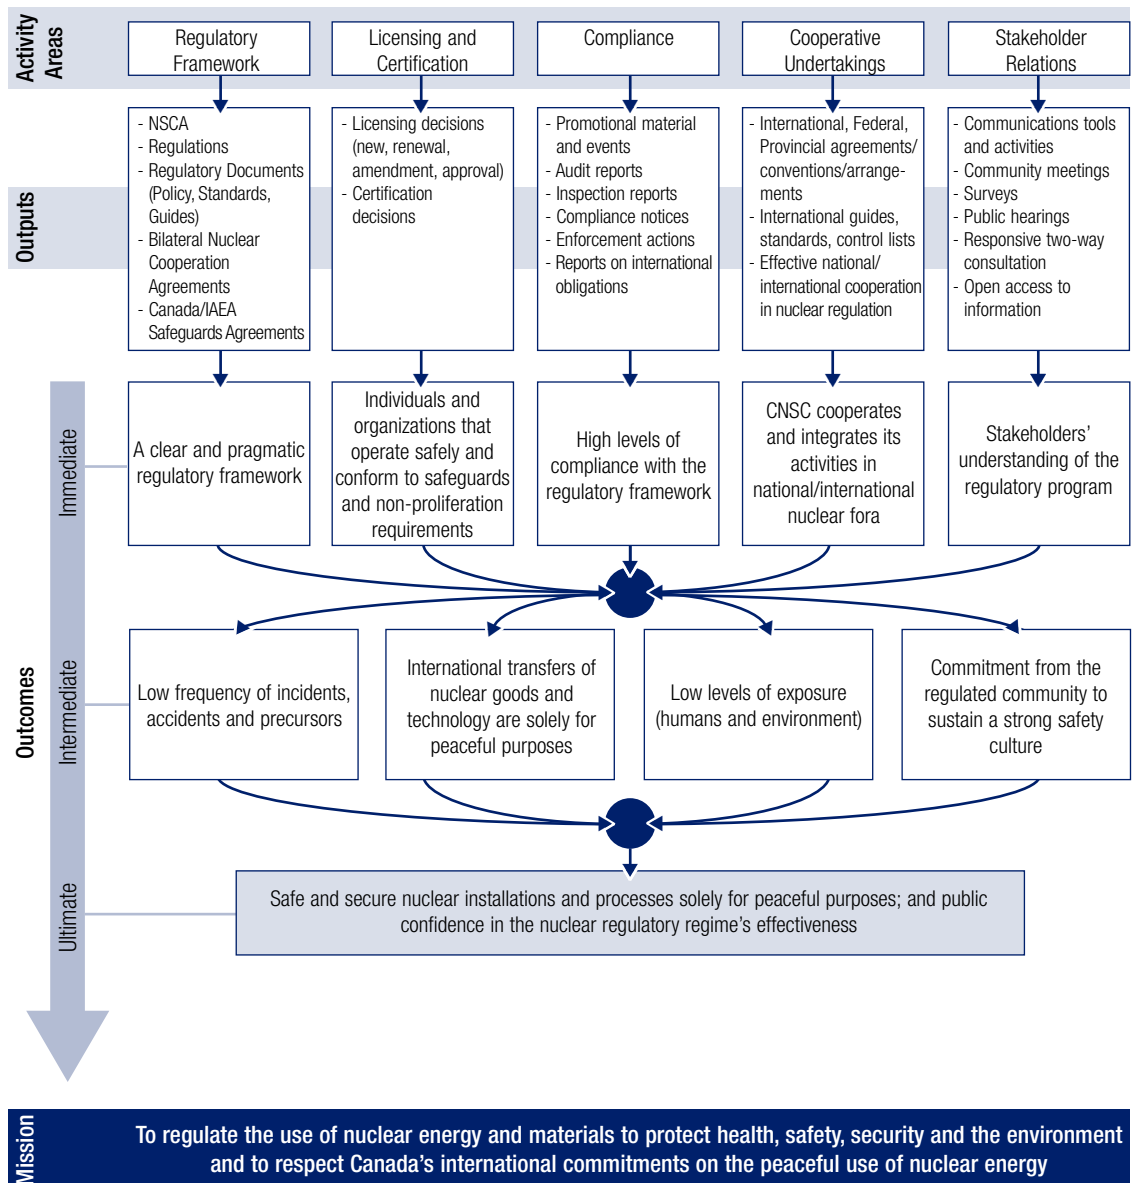 Activity
Areas
Regulatory
Framework
Licensing and
Certification
Compliance
Cooperative
Undertakings
Stakeholder
Relations
Outputs
- NSCA
- Regulations
- Regulatory Documents
(Policy, Standards,
Guides)
- Bilateral Nuclear
Cooperation
Agreements
- Canada/IAEA
Safeguards Agreements
- Licensing decisions
(new, renewal,
amendment, approval)
- Certification
decisions
- Promotional material
and events
- Audit reports
- Inspection reports
- Compliance notices
- Enforcement actions
- Reports on international
obligations
- International, Federal,
Provincial agreements/
conventions/arrange-
ments
- International guides,
standards, control lists
- Effective national/
international cooperation
in nuclear regulation
- Communications tools
and activities
- Community meetings
- Surveys
- Public hearings
- Responsive two-way
consultation
- Open access to
information
Outcomes
Immediate
A clear and pragmatic
regulatory framework
Individuals and
organizations that
operate safely and
conform to safeguards
and non-proliferation
requirements
High levels of
compliance with the
regulatory framework
CNSC cooperates
and integrates its
activities in
national/international
nuclear fora
Stakeholders’
understanding of the
regulatory program
Intermediate
Low frequency of incidents,
accidents and precursors
International transfers of
nuclear goods and
technology are solely for
peaceful purposes
Low levels of exposure
(humans and environment)
Commitment from the
regulated community to
sustain a strong safety
culture
Ultimate
Safe and secure nuclear installations and processes solely for peaceful purposes; and public
confidence in the nuclear regulatory regime’s effectiveness
Mission
To regulate the use of nuclear energy and materials to protect health, safety, security and the environment
and to respect Canada’s international commitments on the peaceful use of nuclear energy